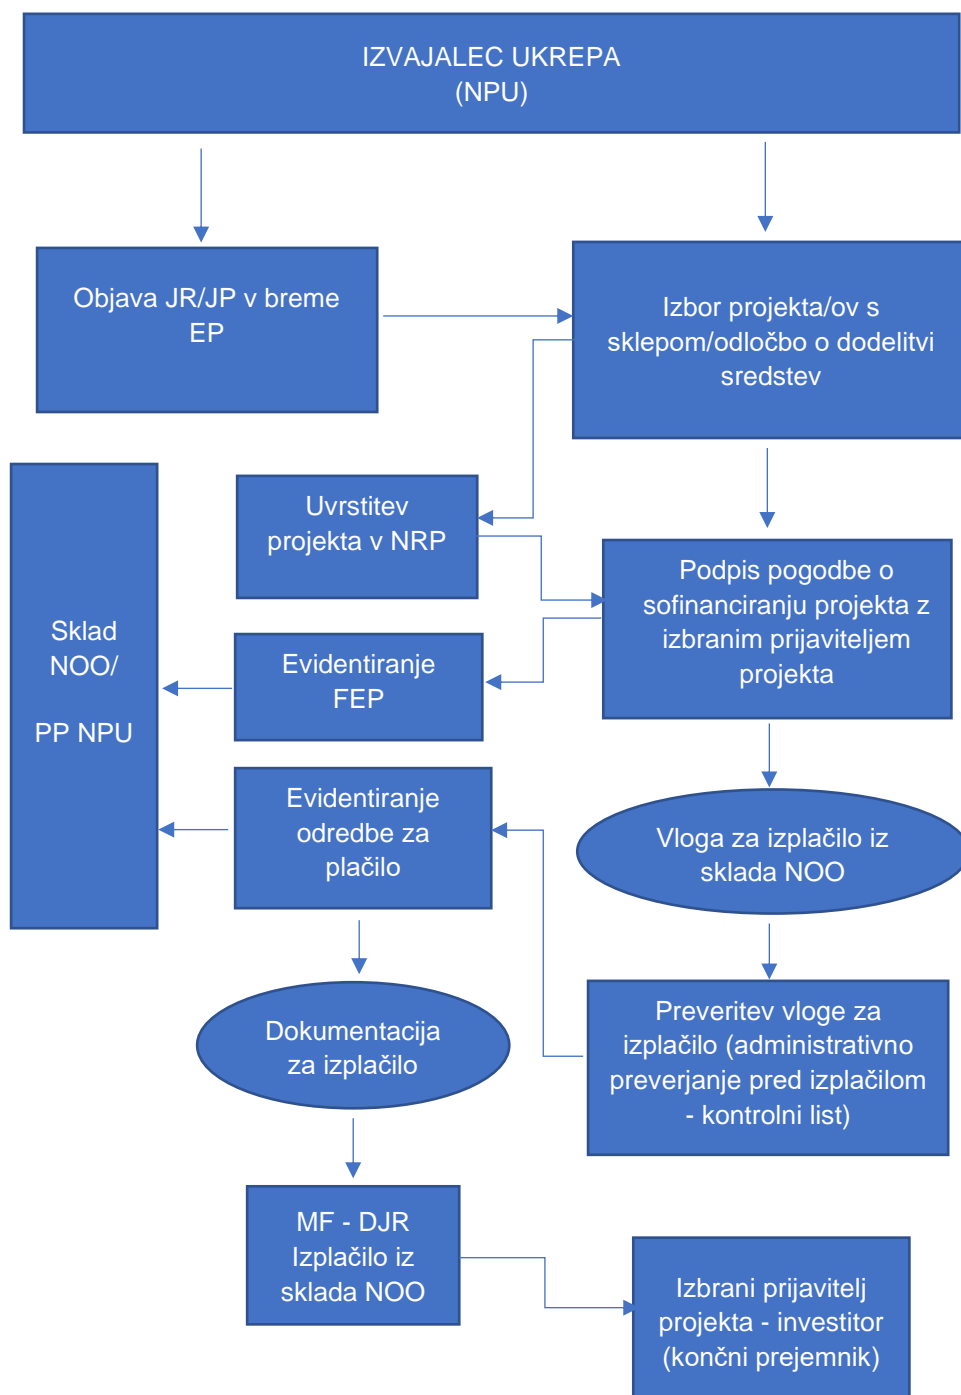 IZVAJALEC UKREPA
(NPU)
Objava JR/JP v breme
EP
Izbor projekta/ov s
sklepom/odločbo o dodelitvi
sredstev
Uvrstitev
projekta v NRP
Podpis pogodbe o
sofinanciranju projekta z
izbranim prijaviteljem
projekta
Sklad
NOO/
PP NPU
Evidentiranje
FEP
Evidentiranje
odredbe za
plačilo
Vloga za izplačilo iz
sklada NOO
Preveritev vloge za
izplačilo (administrativno
preverjanje pred izplačilom
- kontrolni list)
Dokumentacija
za izplačilo
MF - DJR
Izplačilo iz
sklada NOO
Izbrani prijavitelj
projekta - investitor
(končni prejemnik)